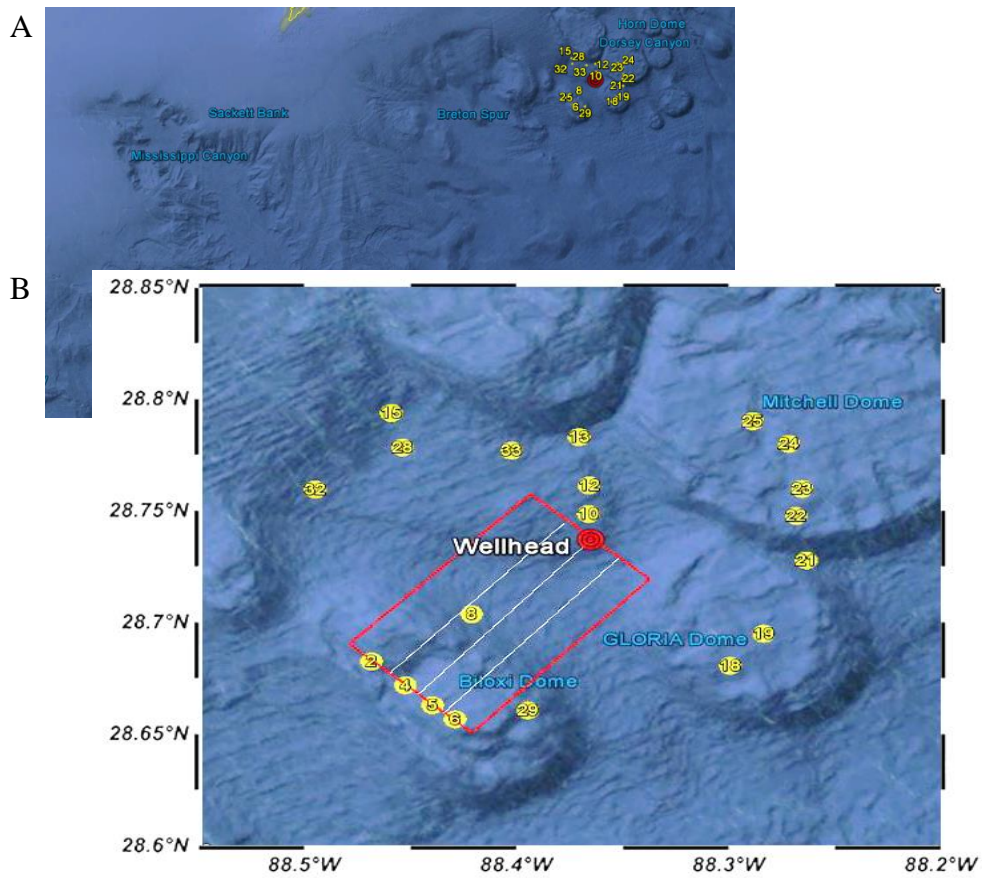 A
Horn Dome
Dorsey Canyon
15
28
12
24
32
33
23
10
22
8
21
25
19
18
6
29
Sackett Bank
Breton Spur
Mississippi Canyon
B
28.85°N
28.8°N
28.75°N
28.7°N
28.65°N
28.6°N
15
13
25
Mitchell Dome
28
33
24
32
12
23
10
22
Wellhead
21
8
19
GLORIA Dome
2
18
4
Biloxi Dome
5
29
6
88.5°W
88.4°W
88.3°W
88.2°W